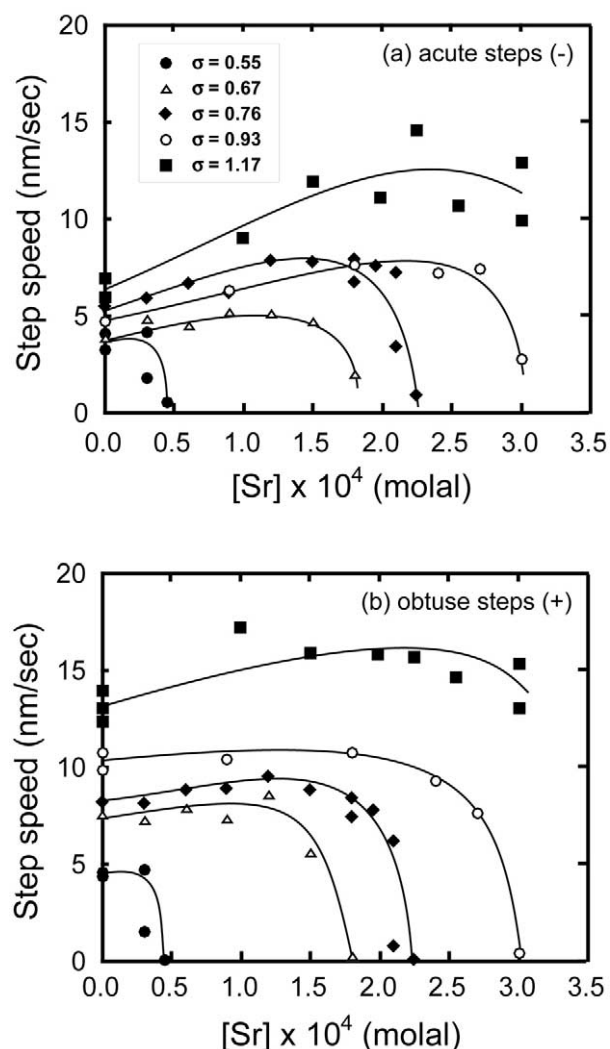 20
(a) acute steps (-)
σ = 0.55
σ = 0.67
σ = 0.76
σ = 0.93
σ = 1.17
15
10
5
0
Step speed (nm/sec)
0.0 0.5 1.0 1.5 2.0 2.5 3.0 3.5
[Sr] x 10⁴ (molal)
20
(b) obtuse steps (+)
15
10
5
0
Step speed (nm/sec)
0.0 0.5 1.0 1.5 2.0 2.5 3.0 3.5
[Sr] x 10⁴ (molal)